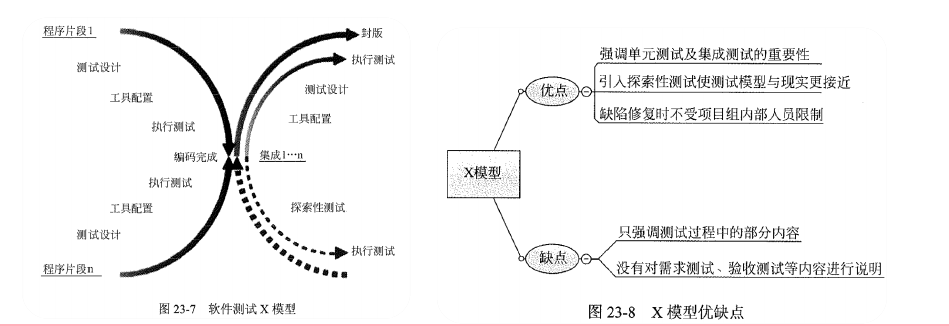 程序片段1
测试设计
工具配置
执行测试
编码完成
执行测试
工具配置
测试设计
程序片段n
封版
执行测试
测试设计
工具配置
集成1…n
探索性测试
执行测试
图 23-7 软件测试 X 模型
X模型
优点
强调单元测试及集成测试的重要性
引入探索性测试使测试模型与现实更接近
缺陷修复时不受项目组内部人员限制
缺点
只强调测试过程中的部分内容
没有对需求测试、验收测试等内容进行说明
图 23-8 X 模型优缺点